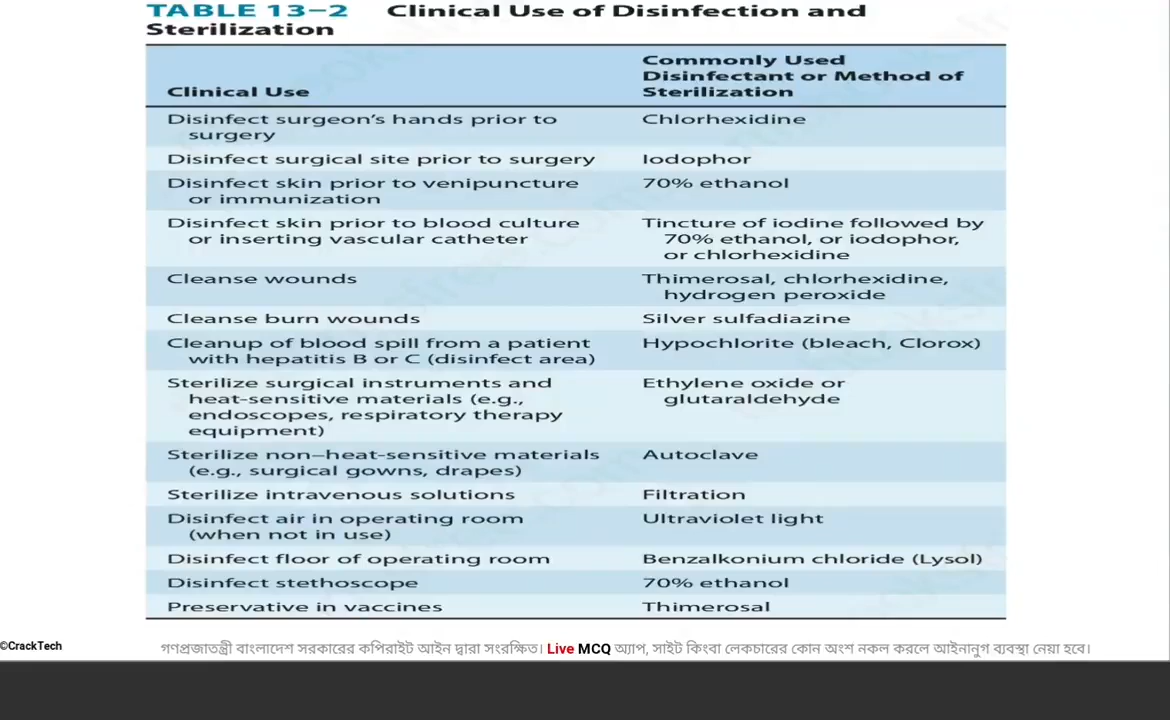 TABLE 13–2 Clinical Use of Disinfection and
Sterilization
Clinical Use
Commonly Used
Disinfectant or Method of
Sterilization
Disinfect surgeon's hands prior to
surgery
Chlorhexidine
Disinfect surgical site prior to surgery
Iodophor
Disinfect skin prior to venipuncture
or immunization
70% ethanol
Disinfect skin prior to blood culture
or inserting vascular catheter
Tincture of iodine followed by
70% ethanol, or iodophor,
or chlorhexidine
Cleanse wounds
Thimerosal, chlorhexidine,
hydrogen peroxide
Cleanse burn wounds
Silver sulfadiazine
Cleanup of blood spill from a patient
with hepatitis B or C (disinfect area)
Hypochlorite (bleach, Clorox)
Sterilize surgical instruments and
heat-sensitive materials (e.g.,
endoscopes, respiratory therapy
equipment)
Ethylene oxide or
glutaraldehyde
Sterilize non–heat-sensitive materials
(e.g., surgical gowns, drapes)
Autoclave
Sterilize intravenous solutions
Filtration
Disinfect air in operating room
(when not in use)
Ultraviolet light
Disinfect floor of operating room
Benzalkonium chloride (Lysol)
Disinfect stethoscope
70% ethanol
Preservative in vaccines
Thimerosal
©CrackTech
গণপ্রজাতন্ত্রী বাংলাদেশ সরকারের কপিরাইট আইন দ্বারা সংরক্ষিত। Live MCQ অ্যাপ, সাইট কিংবা লেকচারের কোন অংশ নকল করলে আইনানুগ ব্যবস্থা নেয়া হবে।